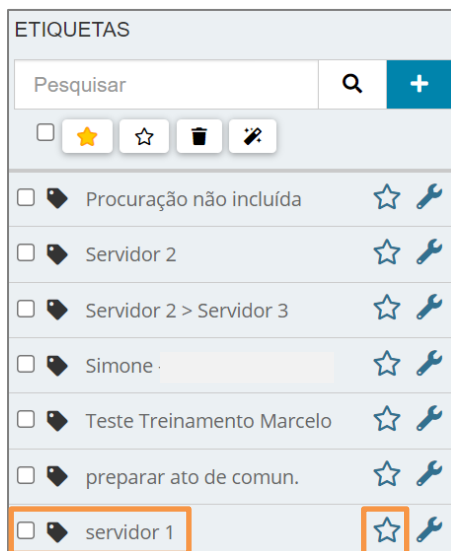 ETIQUETAS
Pesquisar
Procuração não incluída
Servidor 2
Servidor 2 > Servidor 3
Simone
Teste Treinamento Marcelo
preparar ato de comun.
servidor 1